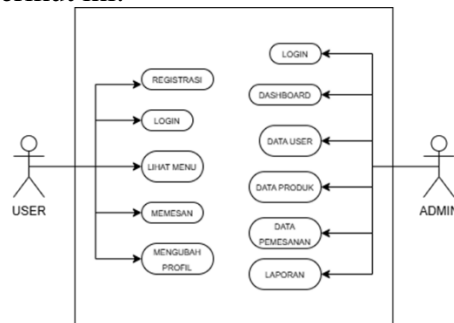 REGISTRASI
LOGIN
LIHAT MENU
MEMESAN
MENGUBAH
PROFIL
USER
LOGIN
DASHBOARD
DATA USER
DATA PRODUK
DATA
PEMESANAN
LAPORAN
ADMIN